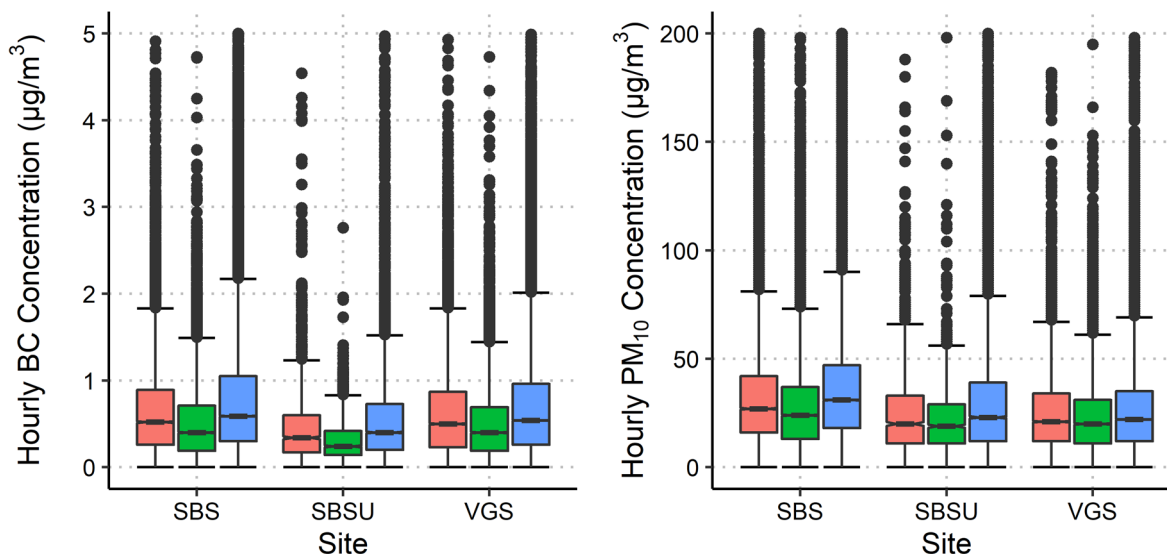 Hourly BC Concentration (µg/m³)
5
4
3
2
1
0
SBS SBSU VGS
Site
Hourly PM₁₀ Concentration (µg/m³)
200
150
100
50
0
SBS SBSU VGS
Site